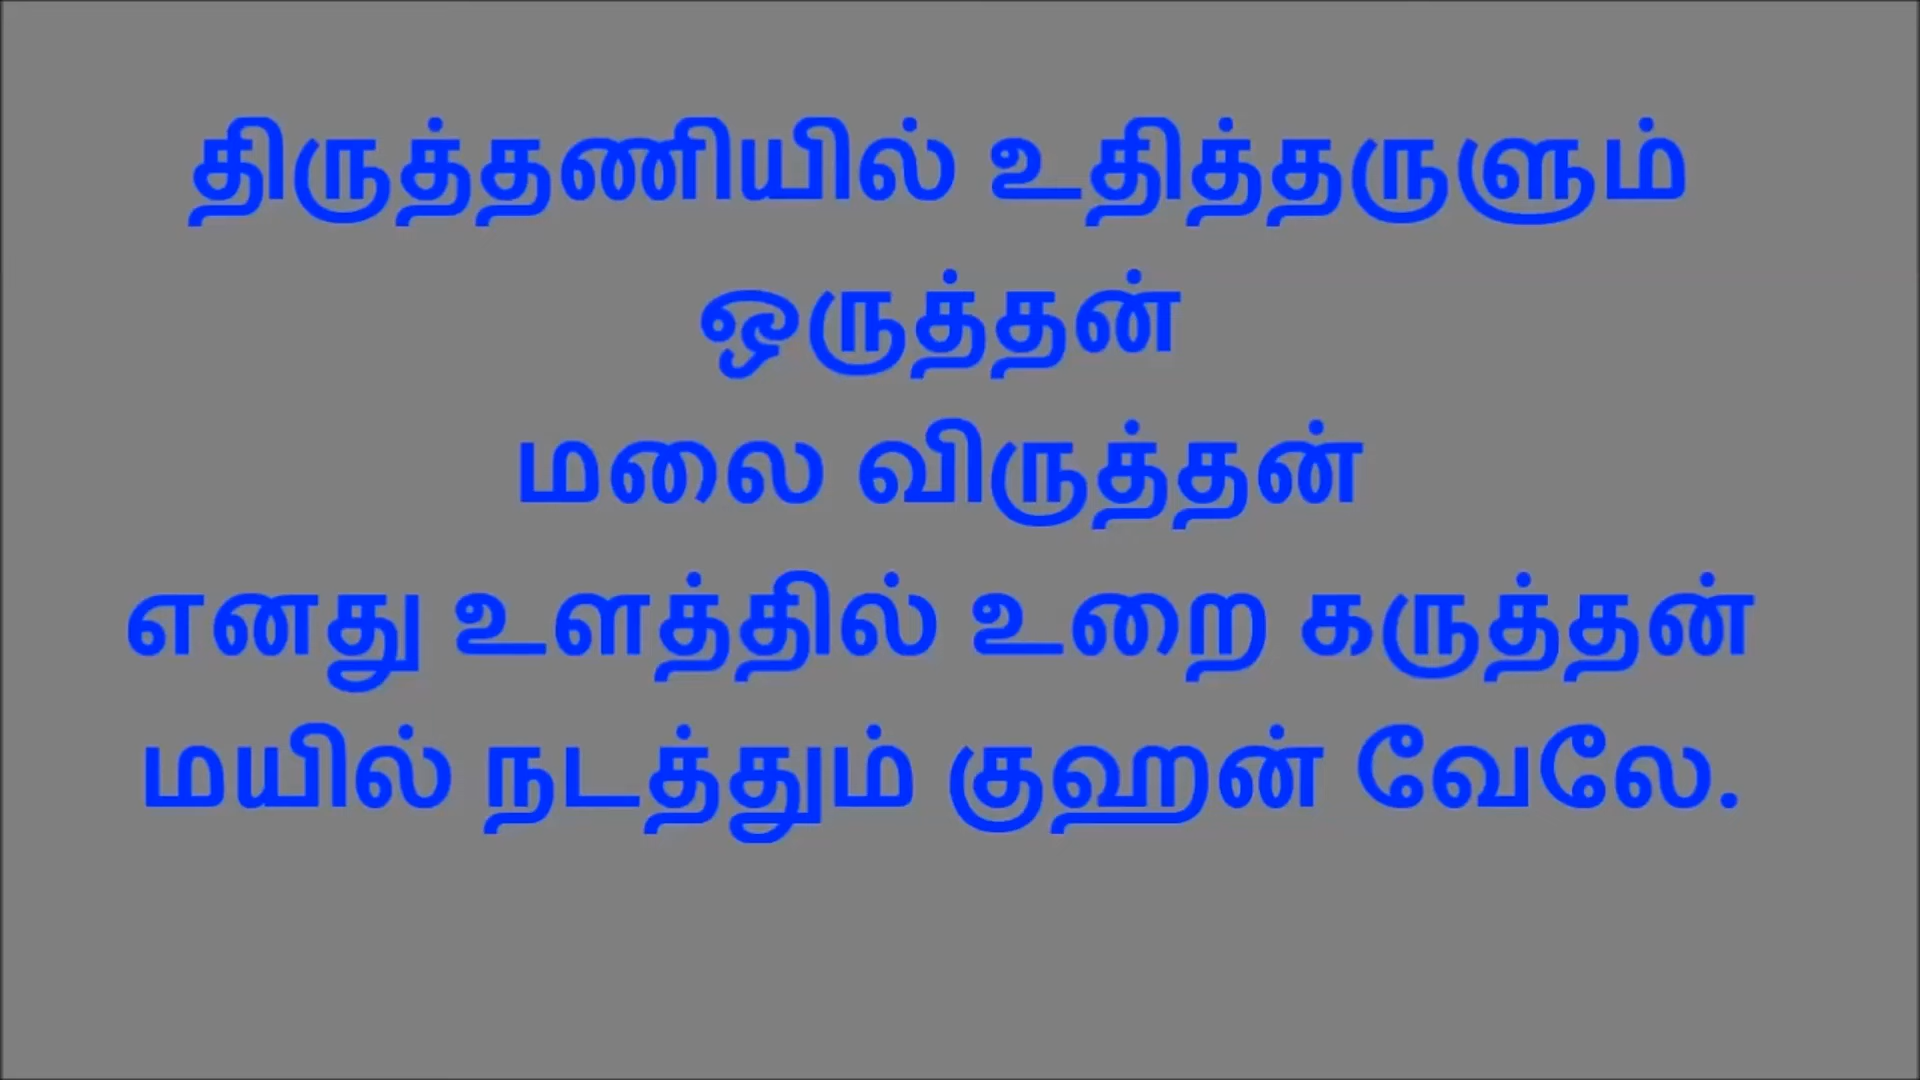 திருத்தணியில் உதித்தருளும்
ஒருத்தன்
மலை விருத்தன்
எனது உளத்தில் உறை கருத்தன்
மயில் நடத்தும் குஹன் வேலே.